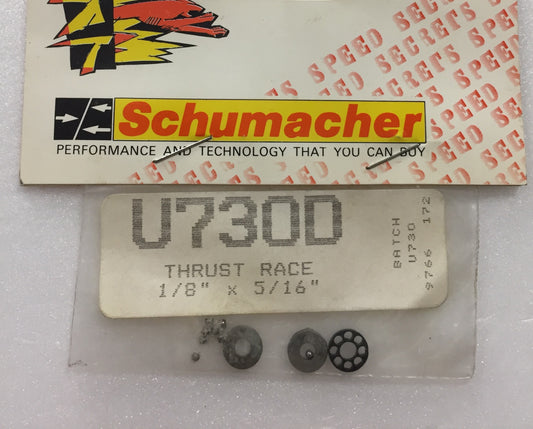 CAT
SPEED SECRETS
Schumacher
PERFORMANCE AND TECHNOLOGY THAT YOU CAN BUY
U730D
THRUST RACE
1/8" x 5/16"
BATCH
U730
9766 172